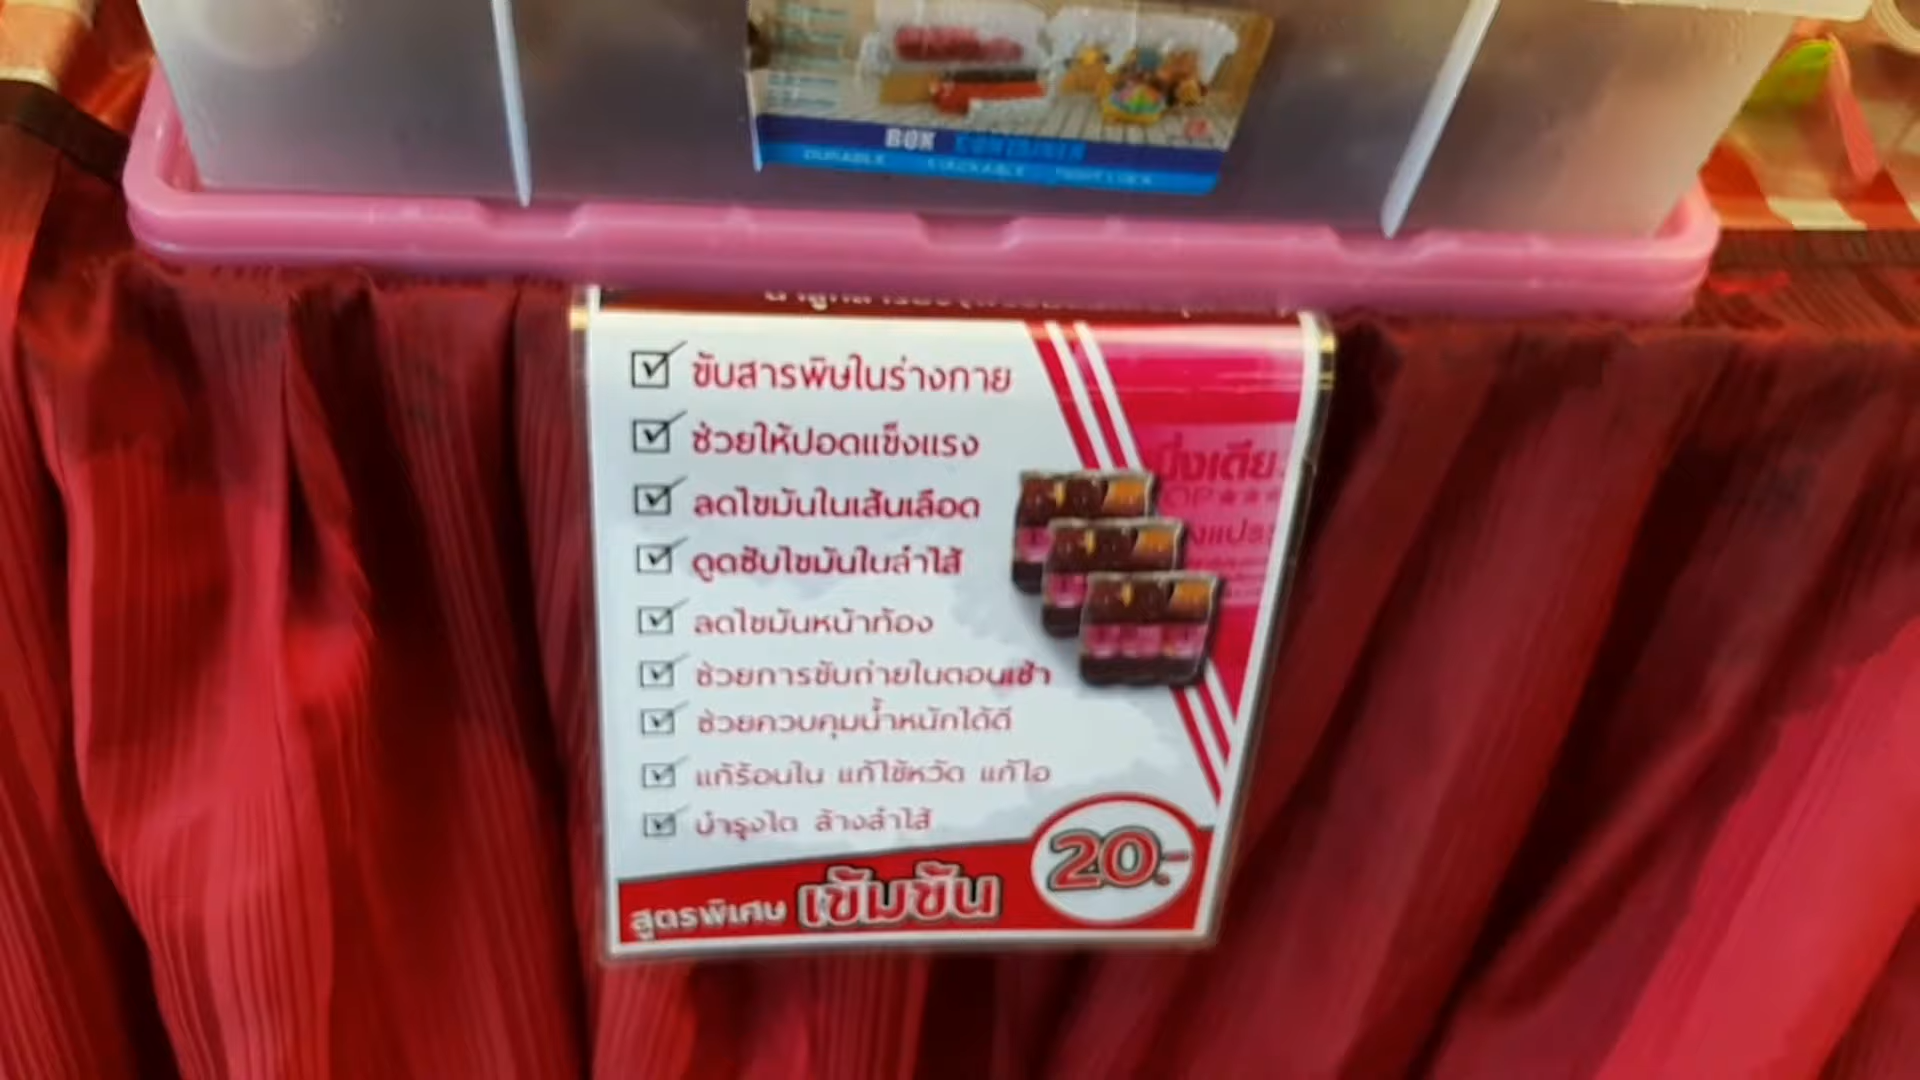 BOX CONTAINER
DURABLE STACKABLE
ขับสารพิษในร่างกาย
ช่วยให้ปอดแข็งแรง
ลดไขมันในเส้นเลือด
ดูดซับไขมันในลำไส้
ลดไขมันหน้าท้อง
ช่วยการขับถ่ายในตอนเช้า
ช่วยควบคุมน้ำหนักได้ดี
แก้ร้อนใน แก้ไข้หวัด แก้ไอ
บำรุงไต ล้างลำไส้
สูตรพิเศษ เข้มข้น
20.-